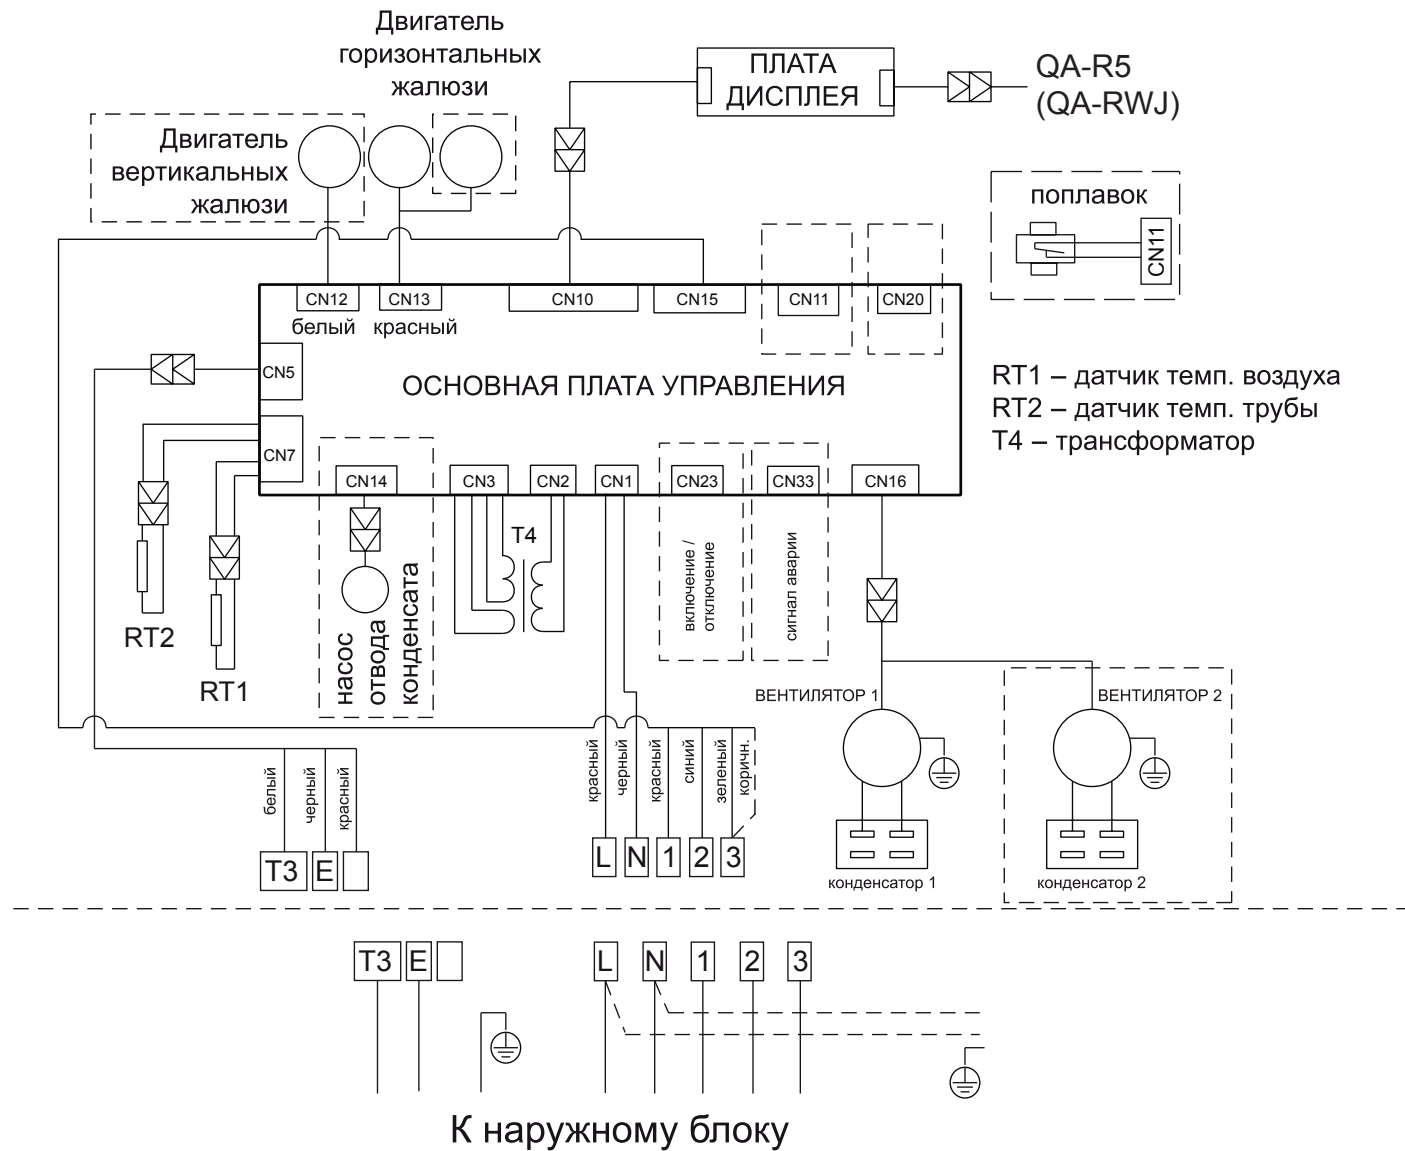 Двигатель
горизонтальных
жалюзи
ПЛАТА
ДИСПЛЕЯ
QA-R5
(QA-RWJ)
Двигатель
вертикальных
жалюзи
поплавок
CN11
CN12
CN13
CN10
CN15
CN11
CN20
белый
красный
CN5
ОСНОВНАЯ ПЛАТА УПРАВЛЕНИЯ
RT1 – датчик темп. воздуха
RT2 – датчик темп. трубы
T4 – трансформатор
CN7
CN14
CN3
CN2
CN1
CN23
CN33
CN16
T4
включение /
отключение
сигнал аварии
насос
отвода
конденсата
RT2
RT1
ВЕНТИЛЯТОР 1
ВЕНТИЛЯТОР 2
белый
черный
красный
красный
черный
красный
синий
зеленый
коричн.
T3
E
L
N
1
2
3
конденсатор 1
конденсатор 2
T3
E
L
N
1
2
3
К наружному блоку